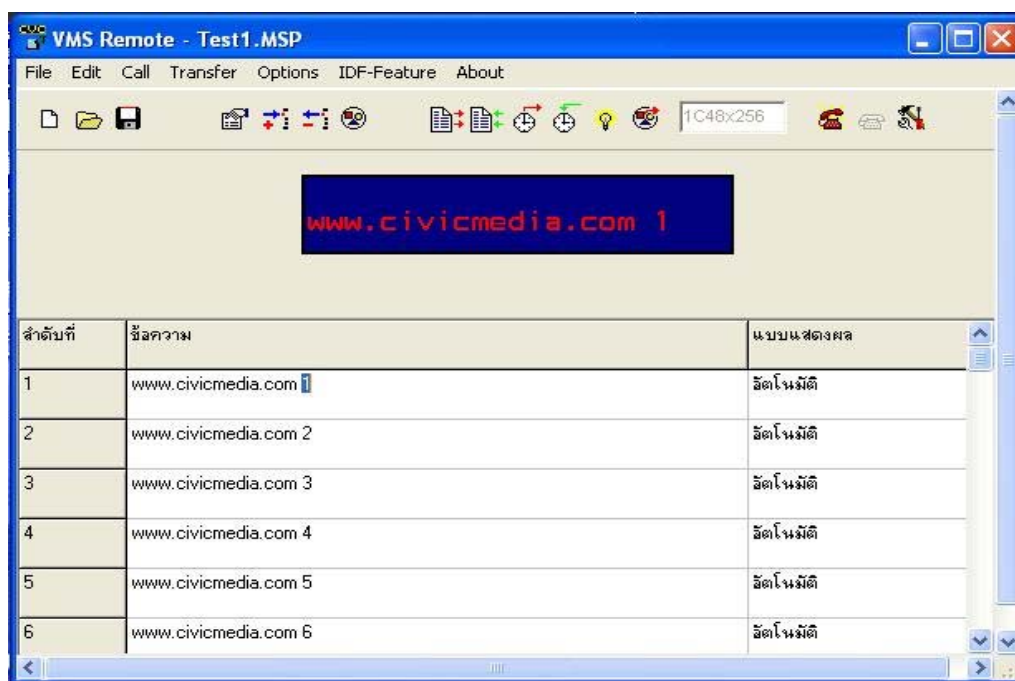 VMS Remote - Test1.MSP
File Edit Call Transfer Options IDF-Feature About
1C48x256
www.civicmedia.com 1
ลำดับที่ ข้อความ แบบแสดงผล
1 www.civicmedia.com 1 อัตโนมัติ
2 www.civicmedia.com 2 อัตโนมัติ
3 www.civicmedia.com 3 อัตโนมัติ
4 www.civicmedia.com 4 อัตโนมัติ
5 www.civicmedia.com 5 อัตโนมัติ
6 www.civicmedia.com 6 อัตโนมัติ